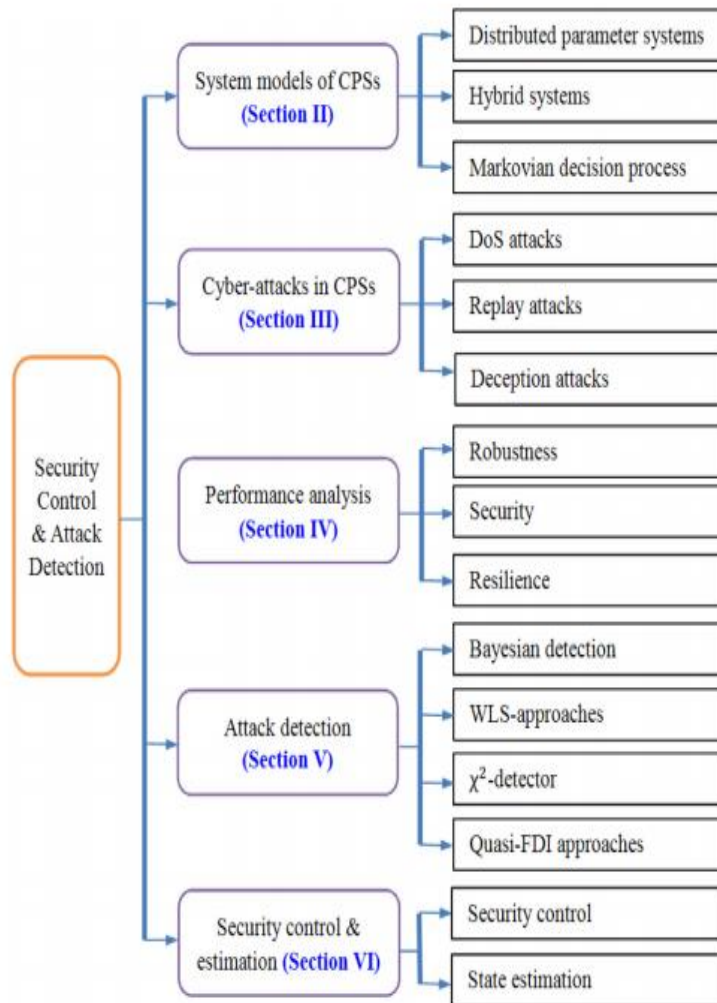 Security
Control
& Attack
Detection
System models of CPSs
(Section II)
Distributed parameter systems
Hybrid systems
Markovian decision process
Cyber-attacks in CPSs
(Section III)
DoS attacks
Replay attacks
Deception attacks
Performance analysis
(Section IV)
Robustness
Security
Resilience
Attack detection
(Section V)
Bayesian detection
WLS-approaches
χ²-detector
Quasi-FDI approaches
Security control &
estimation (Section VI)
Security control
State estimation